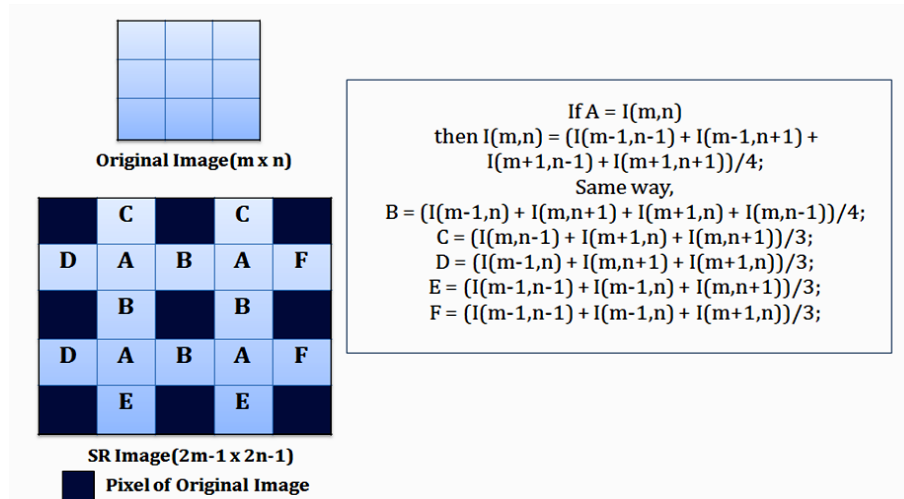 Original Image(m x n)
If A = I(m,n)
then I(m,n) = (I(m-1,n-1) + I(m-1,n+1) +
I(m+1,n-1) + I(m+1,n+1))/4;
Same way,
B = (I(m-1,n) + I(m,n+1) + I(m+1,n) + I(m,n-1))/4;
C = (I(m,n-1) + I(m+1,n) + I(m,n+1))/3;
D = (I(m-1,n) + I(m,n+1) + I(m+1,n))/3;
E = (I(m-1,n-1) + I(m-1,n) + I(m,n+1))/3;
F = (I(m-1,n-1) + I(m-1,n) + I(m+1,n))/3;
C C
D A B A F
B B
D A B A F
E E
SR Image(2m-1 x 2n-1)
Pixel of Original Image